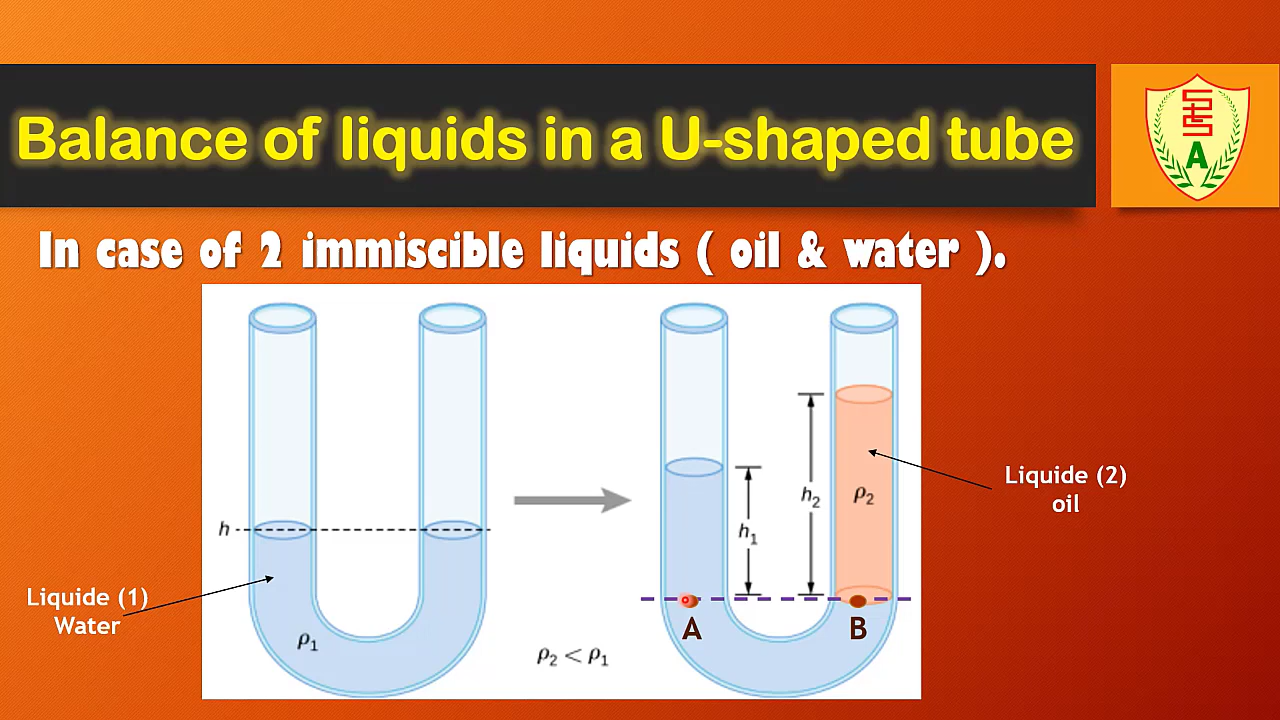 Balance of liquids in a U-shaped tube
In case of 2 immiscible liquids ( oil & water ).
h
Liquide (1)
Water
ρ1
ρ2 < ρ1
h1
h2
ρ2
A
B
Liquide (2)
oil
A